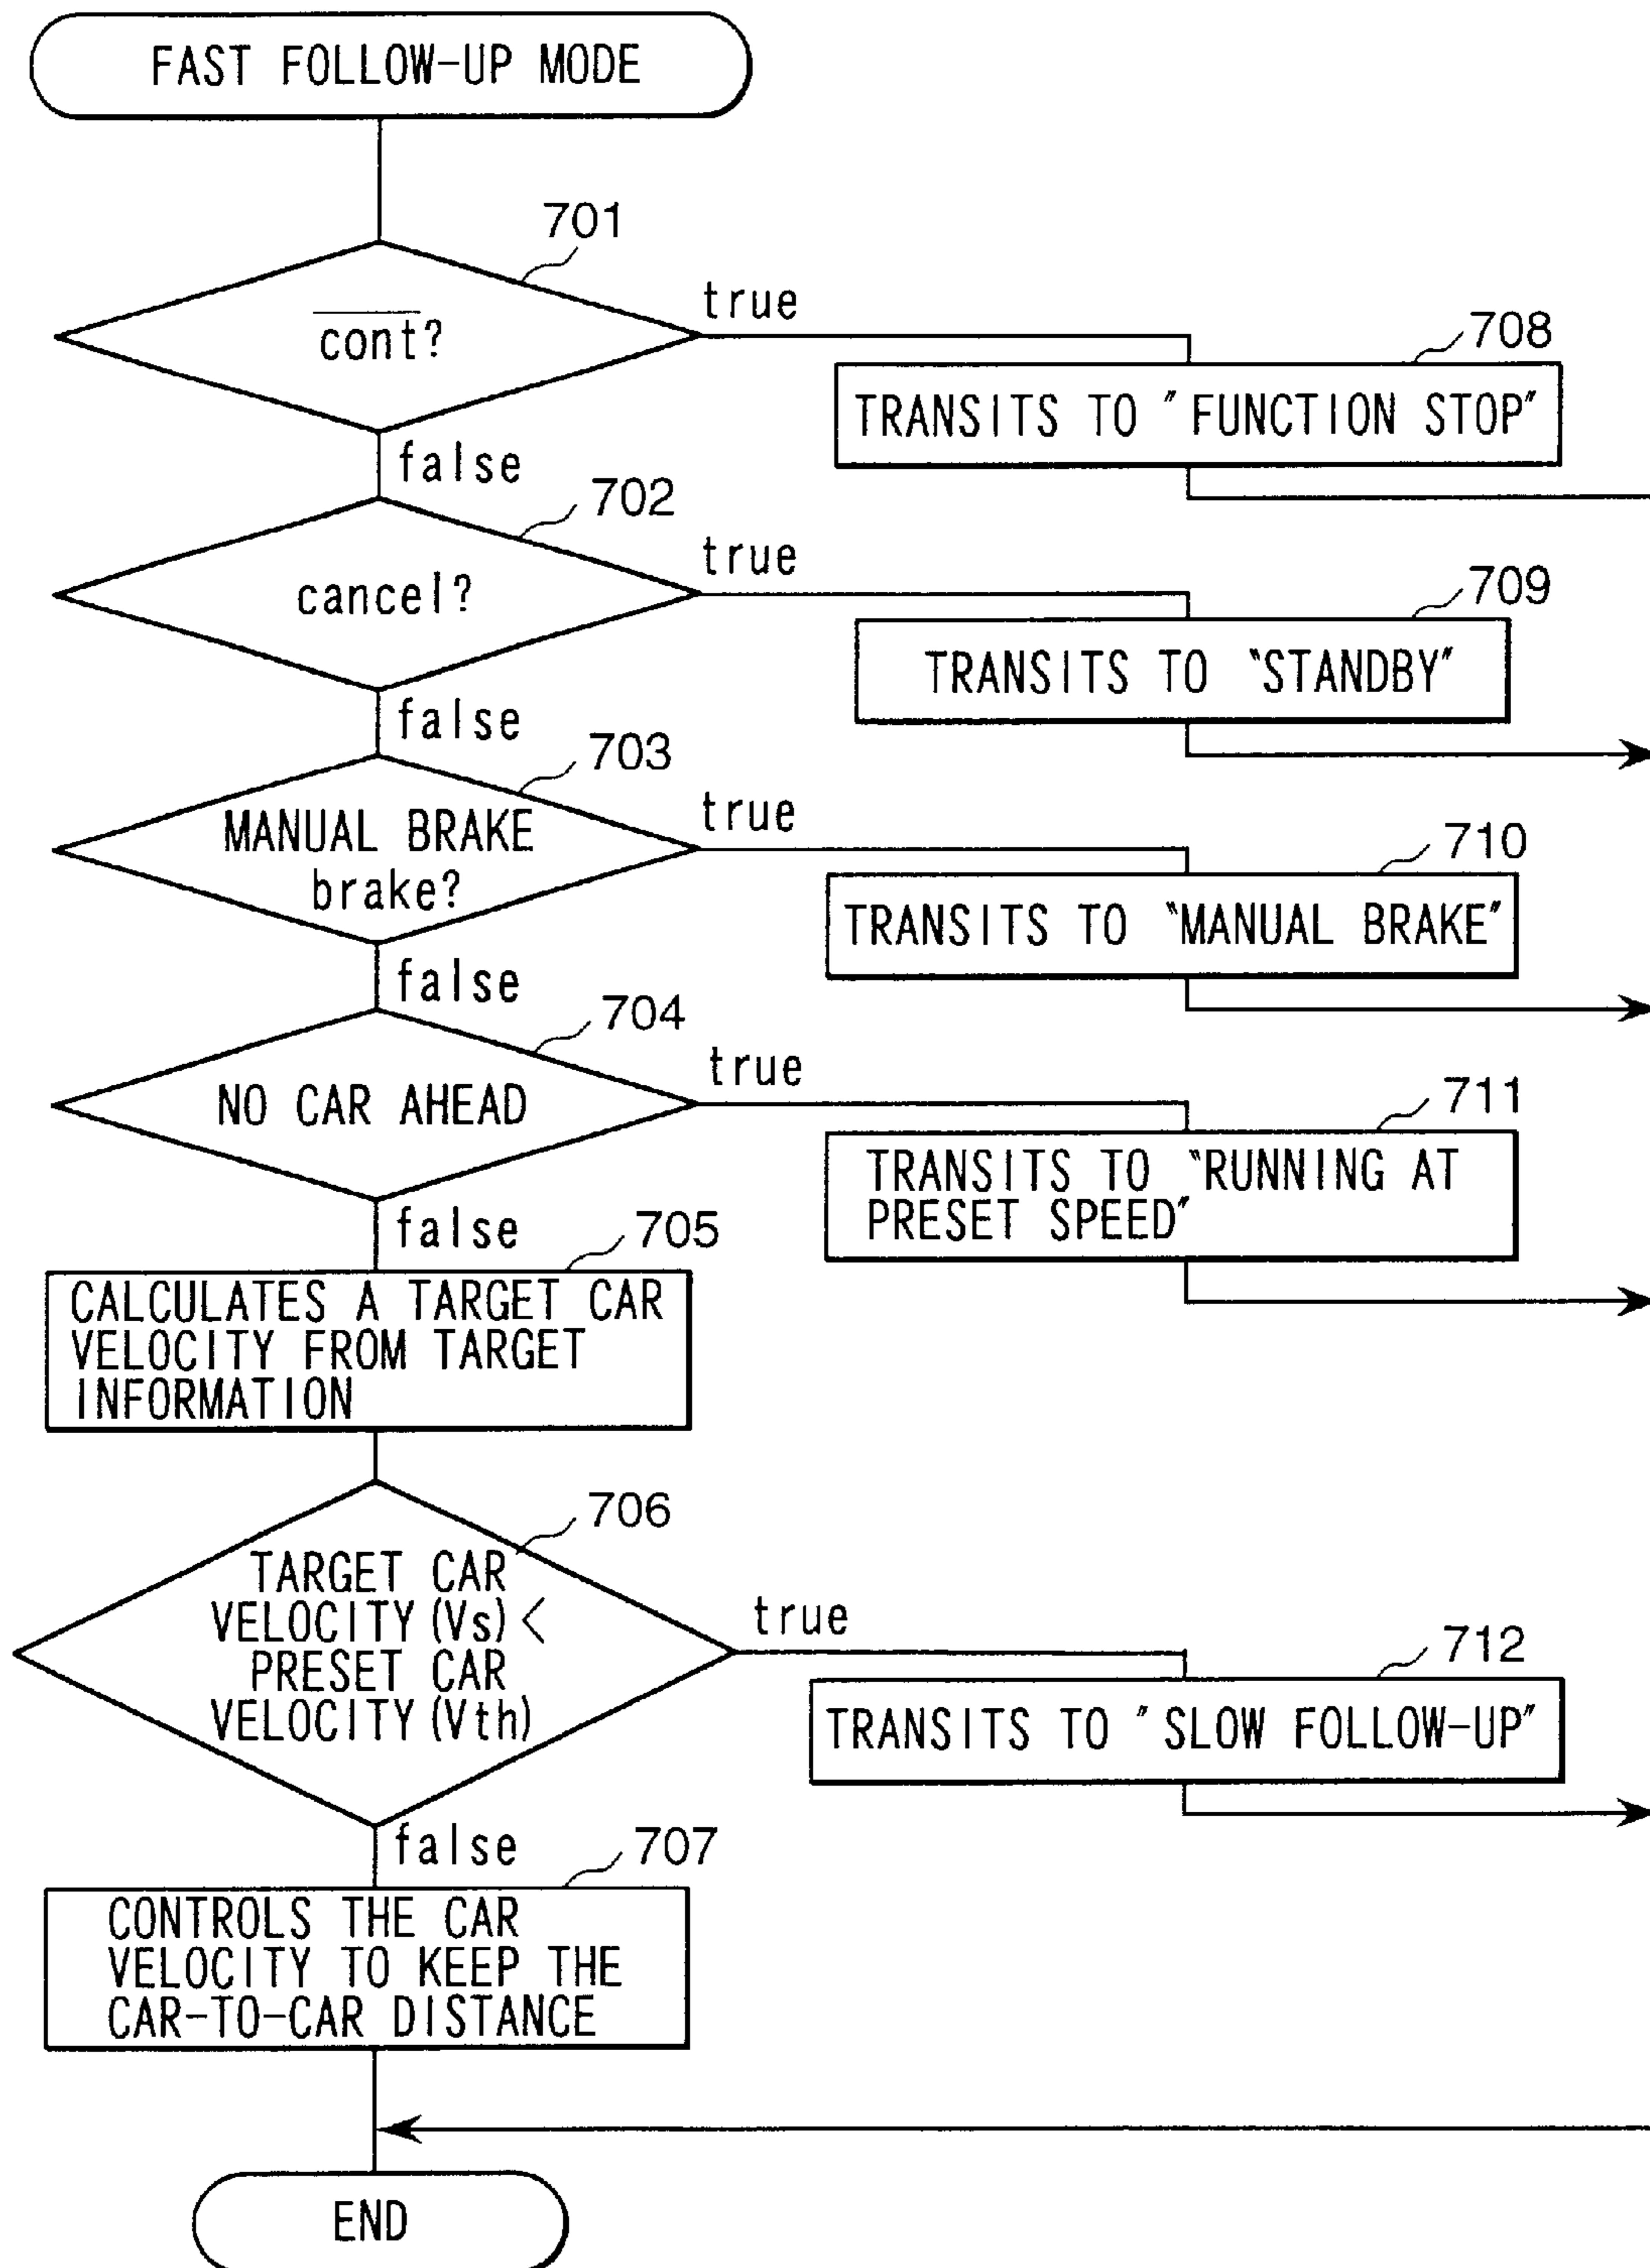 FAST FOLLOW-UP MODE
701
cont?
true
708
TRANSITS TO "FUNCTION STOP"
false
702
cancel?
true
709
TRANSITS TO "STANDBY"
false
703
MANUAL BRAKE
brake?
true
710
TRANSITS TO "MANUAL BRAKE"
false
704
NO CAR AHEAD
true
711
TRANSITS TO "RUNNING AT
PRESET SPEED"
false
705
CALCULATES A TARGET CAR
VELOCITY FROM TARGET
INFORMATION
706
TARGET CAR
VELOCITY (Vs) <
PRESET CAR
VELOCITY (Vth)
true
712
TRANSITS TO "SLOW FOLLOW-UP"
false
707
CONTROLS THE CAR
VELOCITY TO KEEP THE
CAR-TO-CAR DISTANCE
END